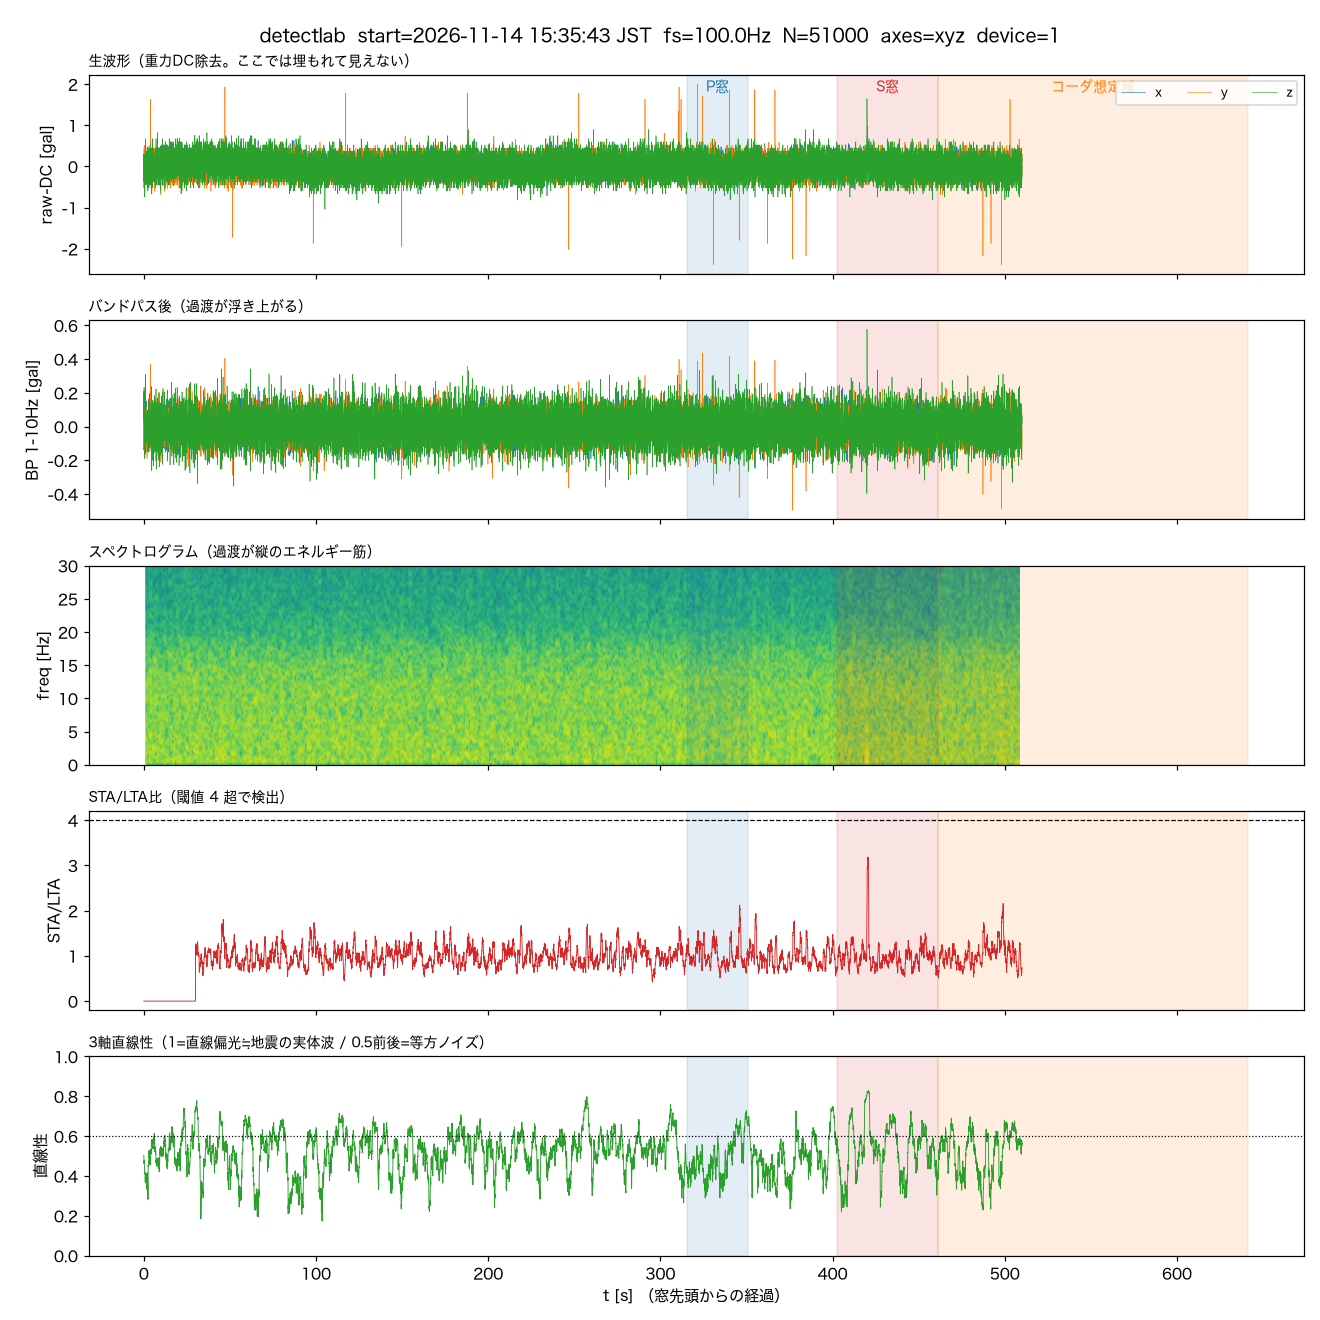 detectlab start=2026-11-14 15:35:43 JST fs=100.0Hz N=51000 axes=xyz device=1
生波形（重力DC除去。ここでは埋もれて見えない）
P窓
S窓
コーダ想定
x y z
2
1
0
-1
-2
raw-DC [gal]
バンドパス後（過渡が浮き上がる）
0.6
0.4
0.2
0.0
-0.2
-0.4
BP 1-10Hz [gal]
スペクトログラム（過渡が縦のエネルギー筋）
30
25
20
15
10
5
0
freq [Hz]
STA/LTA比（閾値 4 超で検出）
4
3
2
1
0
STA/LTA
3軸直線性（1=直線偏光≒地震の実体波 / 0.5前後=等方ノイズ）
1.0
0.8
0.6
0.4
0.2
0.0
直線性
0 100 200 300 400 500 600
t [s] （窓先頭からの経過）